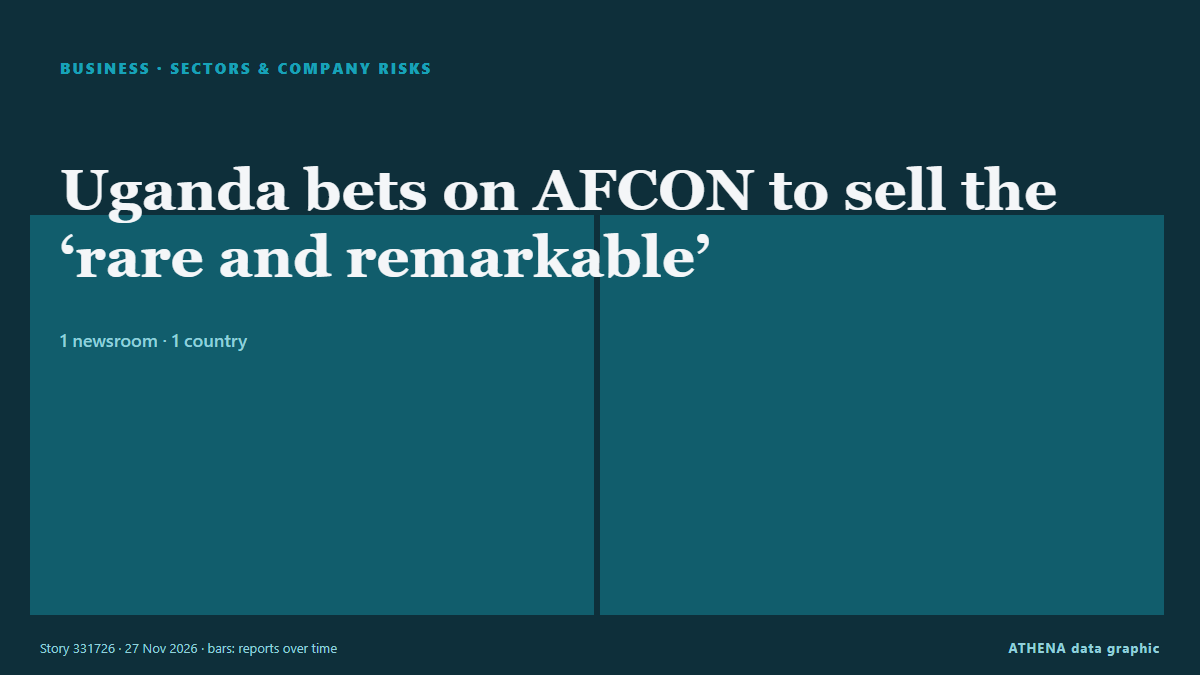 BUSINESS · SECTORS & COMPANY RISKS
Uganda bets on AFCON to sell the
‘rare and remarkable’
1 newsroom · 1 country
Story 331726 · 27 Nov 2026 · bars: reports over time
ATHENA data graphic